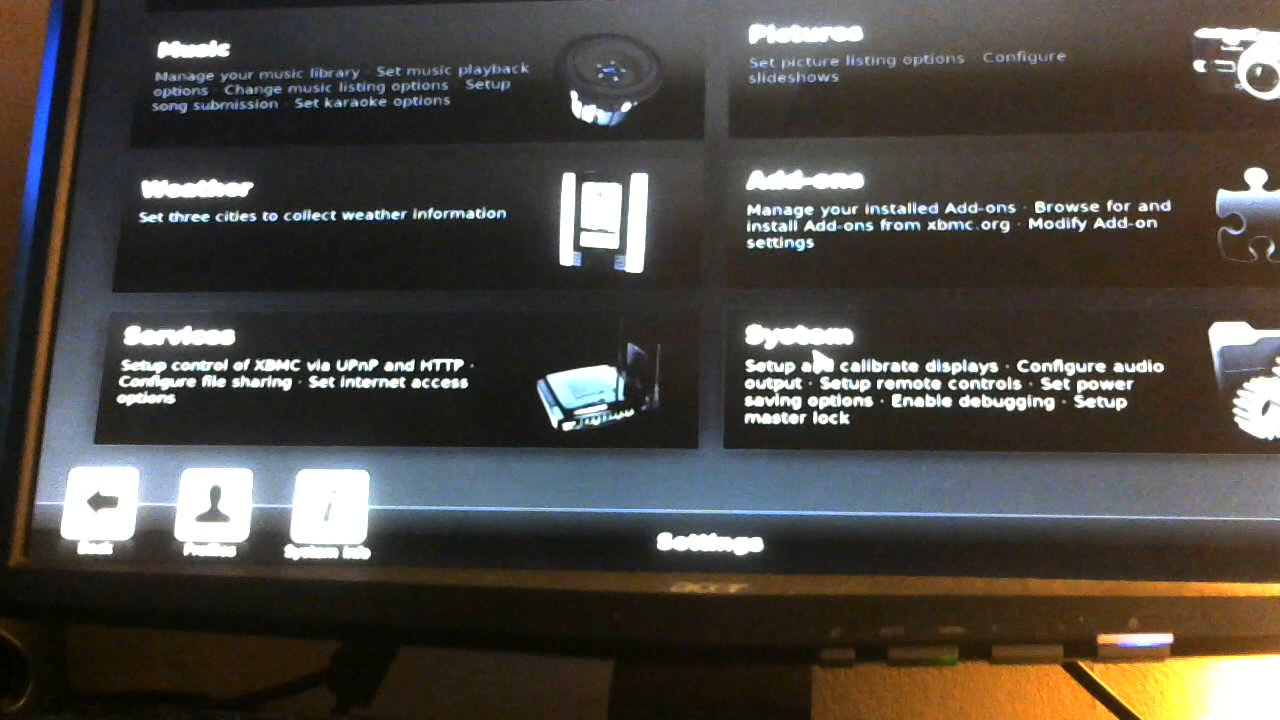 Music
Manage your music library · Set music playback
options · Change music listing options · Setup
song submission · Set karaoke options
Pictures
Set picture listing options · Configure
slideshows
Weather
Set three cities to collect weather information
Add-ons
Manage your installed Add-ons · Browse for and
install Add-ons from xbmc.org · Modify Add-on
settings
Services
Setup control of XBMC via UPnP and HTTP ·
Configure file sharing · Set internet access
options
System
Setup and calibrate displays · Configure audio
output · Setup remote controls · Set power
saving options · Enable debugging · Setup
master lock
Back
Profiles
System info
Settings
acer